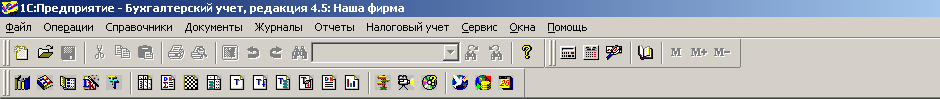 1С:Предприятие - Бухгалтерский учет, редакция 4.5: Наша фирма
Файл Операции Справочники Документы Журналы Отчеты Налоговый учет Сервис Окна Помощь
M M+ M−